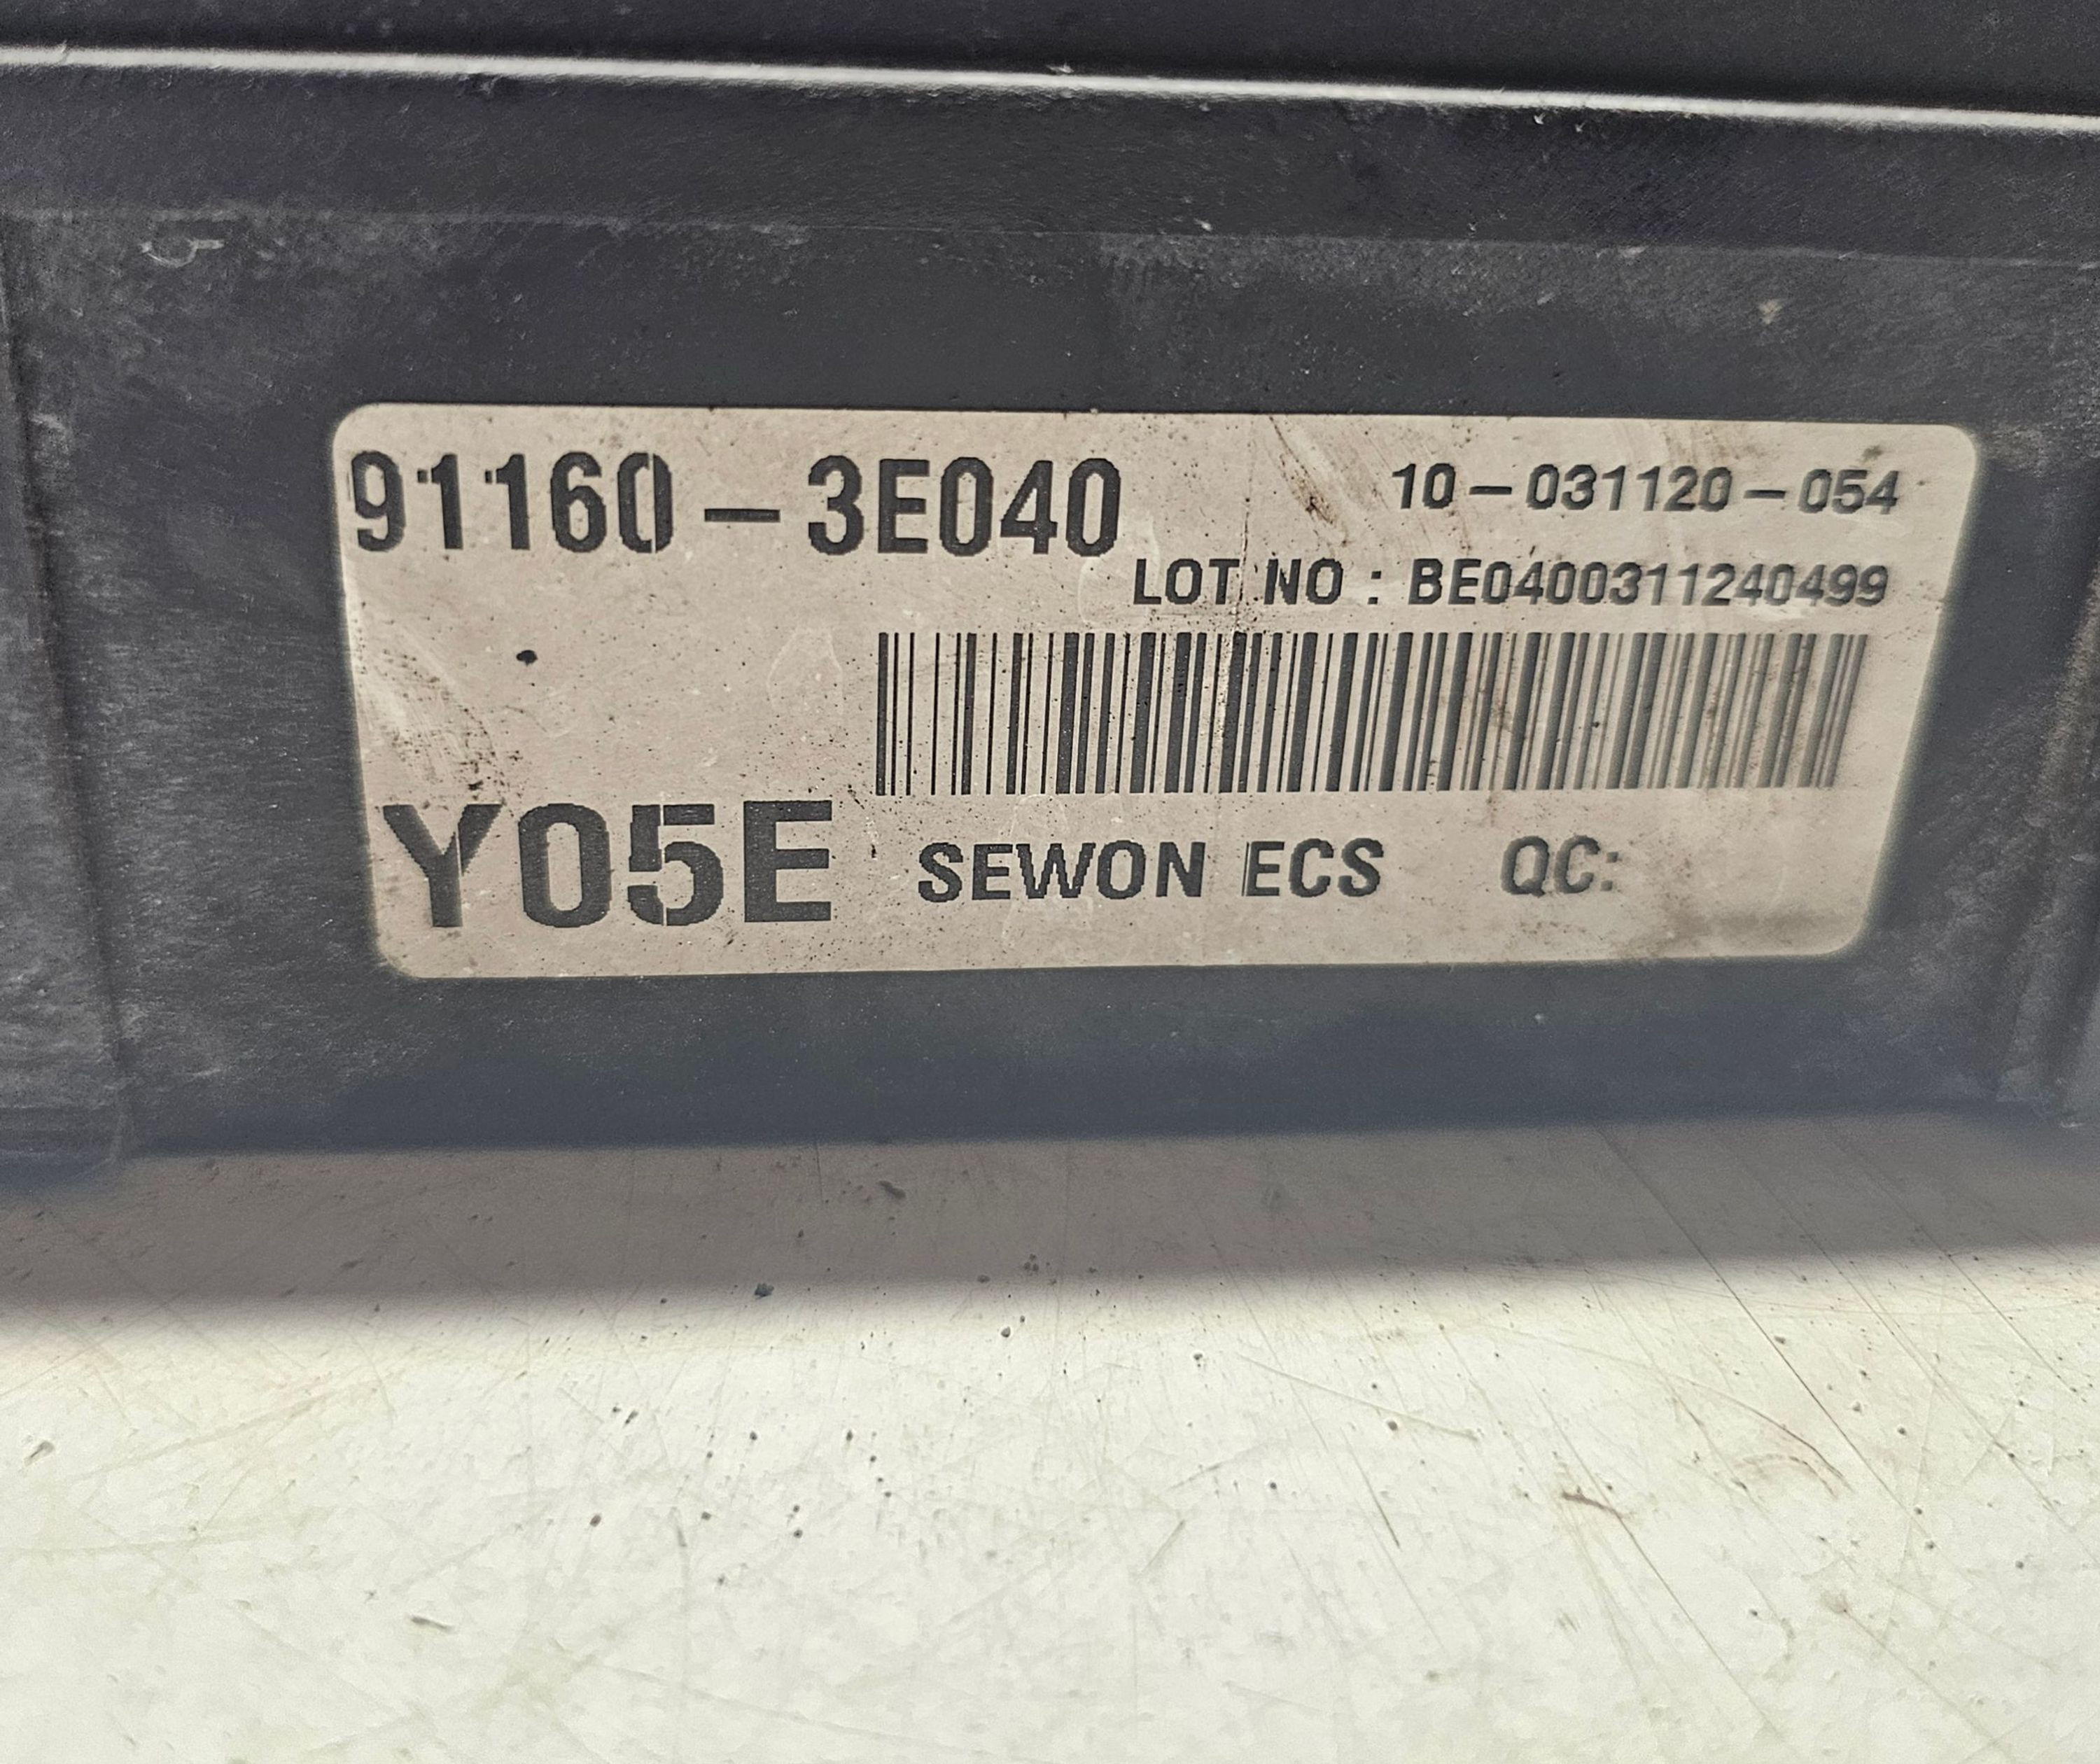 91160-3E040
10-031120-054
LOT NO : BE0400311240499
Y05E
SEWON ECS QC: